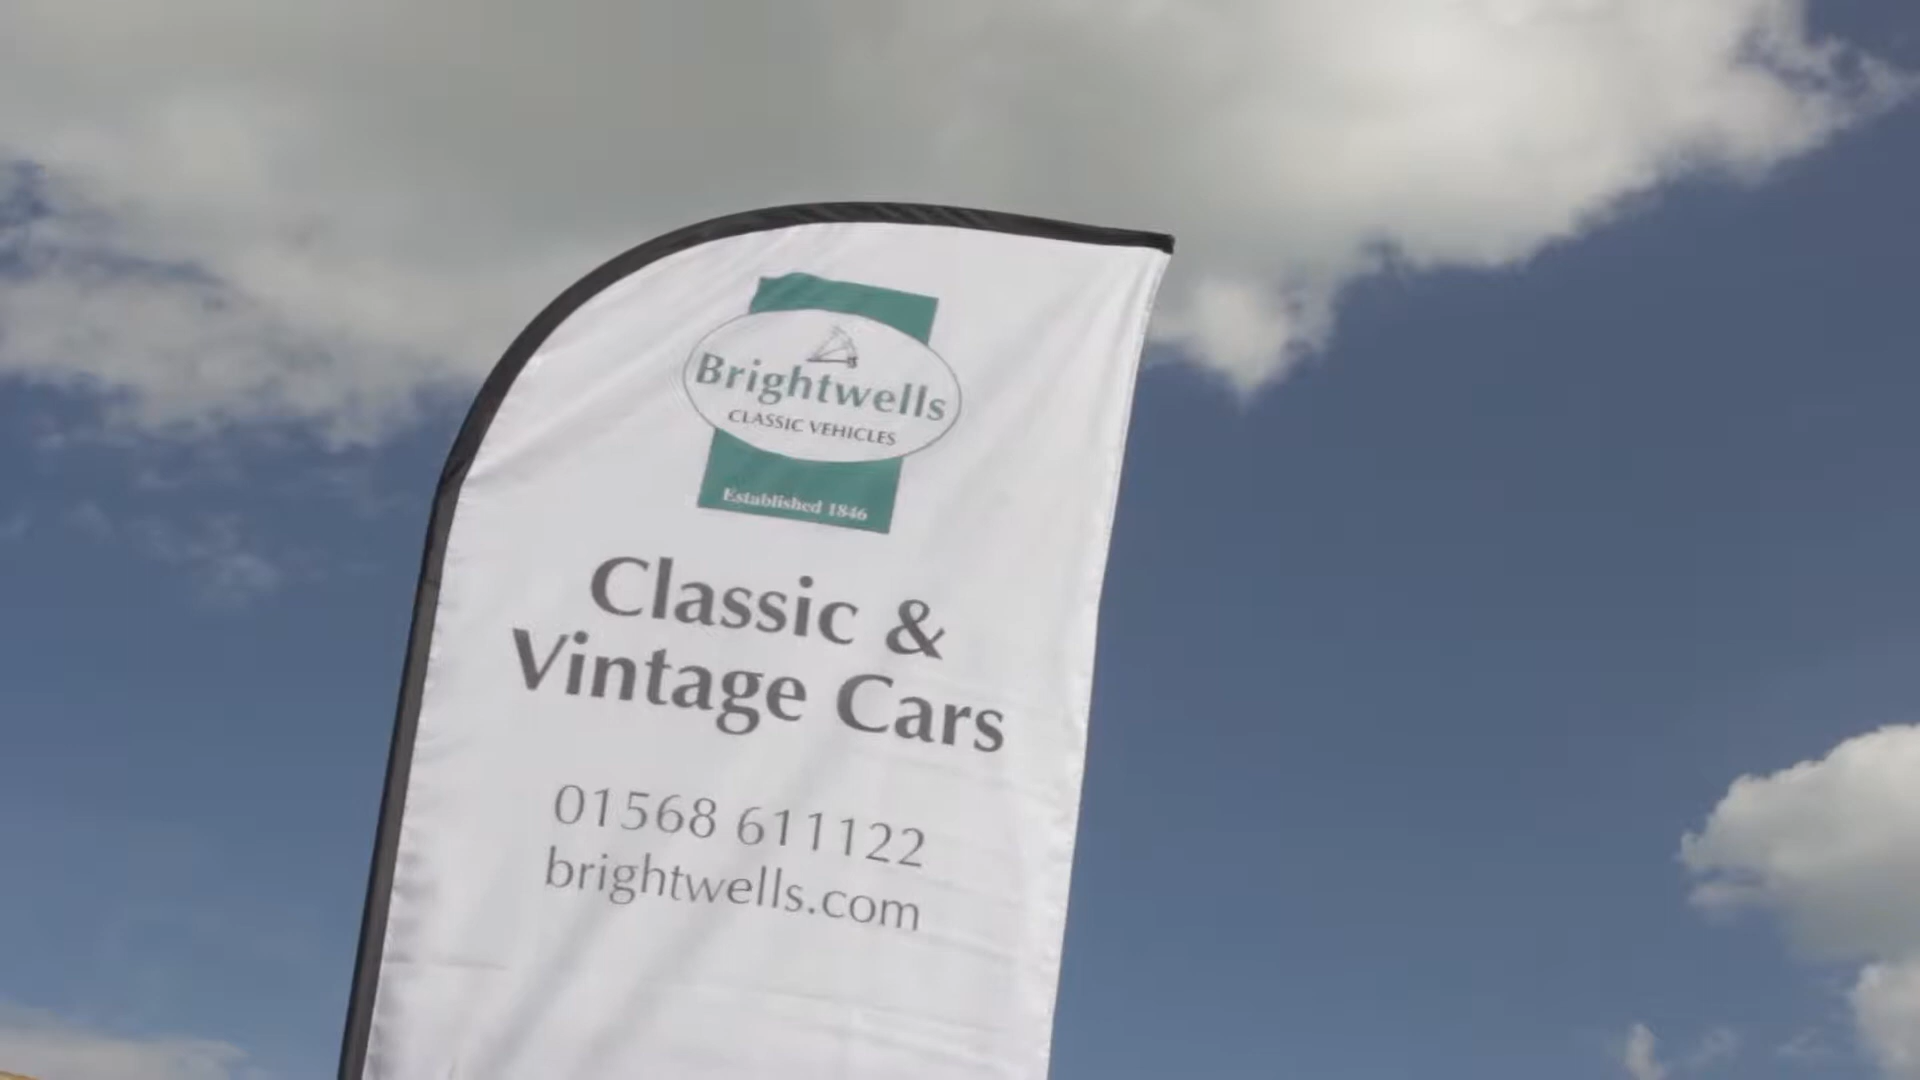 Brightwells
CLASSIC VEHICLES
Established 1846
Classic &
Vintage Cars
01568 611122
brightwells.com